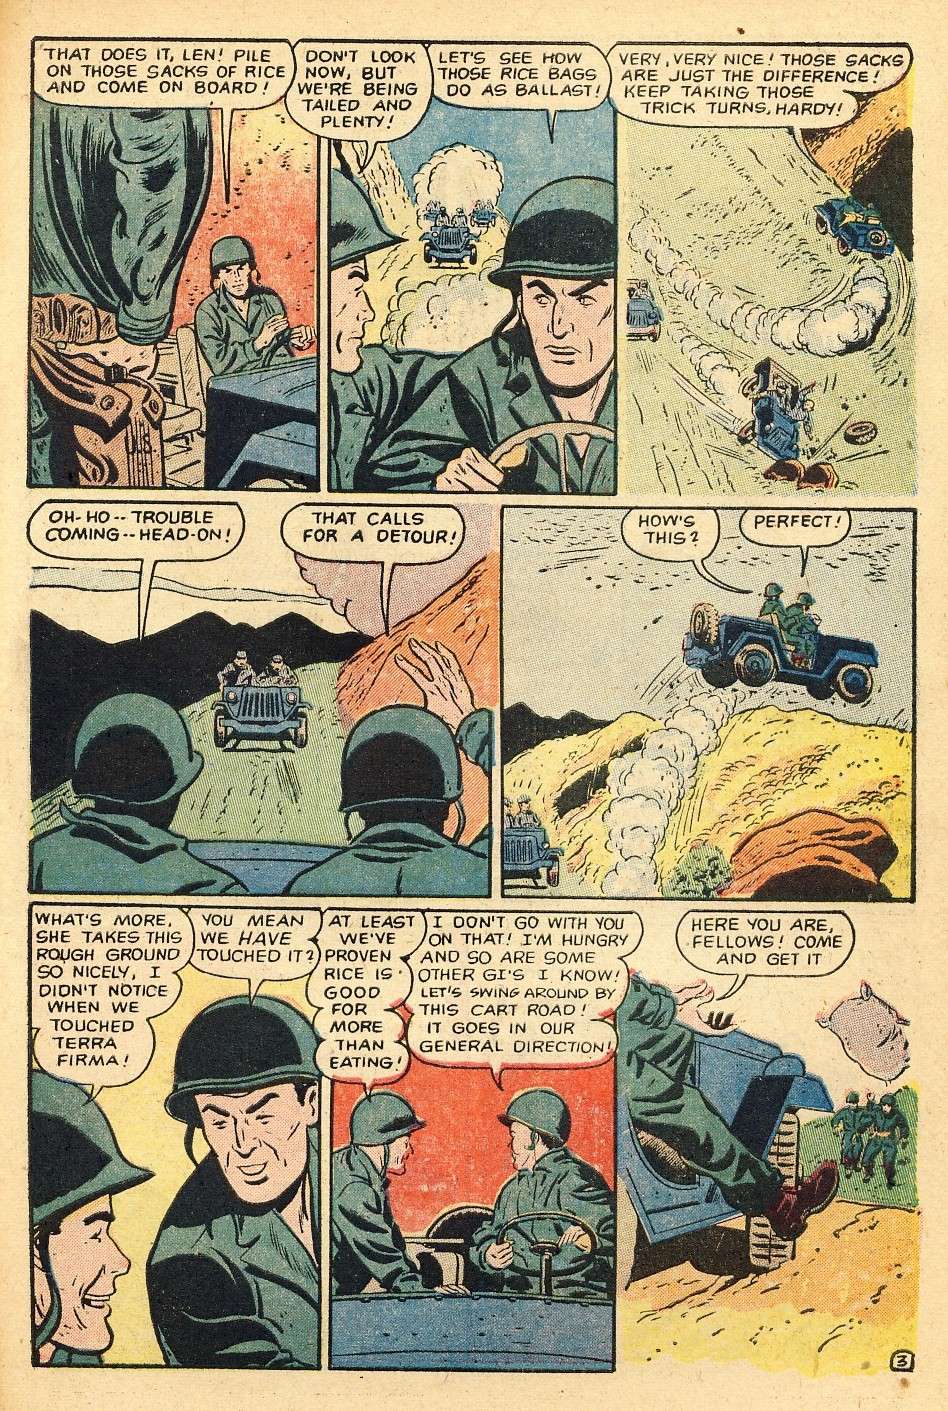 THAT DOES IT, LEN! PILE
ON THOSE SACKS OF RICE
AND COME ON BOARD!
U.S.
DON'T LOOK
NOW, BUT
WE'RE BEING
TAILED AND
PLENTY!
LET'S SEE HOW
THOSE RICE BAGS
DO AS BALLAST!
VERY, VERY NICE! THOSE SACKS
ARE JUST THE DIFFERENCE!
KEEP TAKING THOSE
TRICK TURNS, HARDY!
OH-HO--TROUBLE
COMING--HEAD-ON!
THAT CALLS
FOR A DETOUR!
HOW'S
THIS?
PERFECT!
WHAT'S MORE,
SHE TAKES THIS
ROUGH GROUND
SO NICELY, I
DIDN'T NOTICE
WHEN WE
TOUCHED
TERRA
FIRMA!
YOU MEAN
WE HAVE
TOUCHED IT?
AT LEAST
WE'VE
PROVEN
RICE IS
GOOD
FOR
MORE
THAN
EATING!
I DON'T GO WITH YOU
ON THAT! I'M HUNGRY
AND SO ARE SOME
OTHER GI'S I KNOW!
LET'S SWING AROUND BY
THIS CART ROAD!
IT GOES IN OUR
GENERAL DIRECTION!
HERE YOU ARE,
FELLOWS! COME
AND GET IT
3